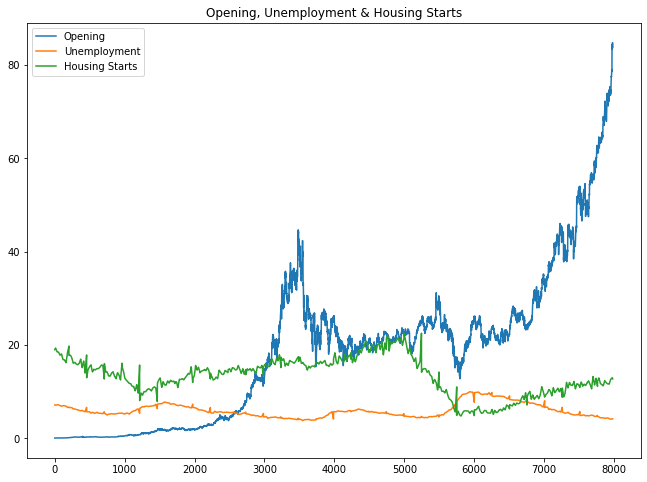 Opening, Unemployment & Housing Starts
Opening
Unemployment
Housing Starts
80
60
40
20
0
0 1000 2000 3000 4000 5000 6000 7000 8000